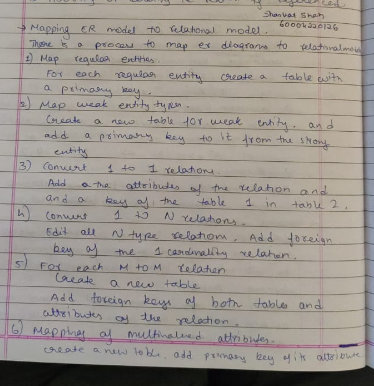 Shanvas Shah
60004220126
→ Mapping ER model to relational model.
There is a process to map er diagrams to relational
1) Map regular entities.
For each regular entity create a table with
a primary key.
2) Map weak entity types.
Create a new table for weak entity. and
add a primary key to it from the strong
entity
3) Convert 1 to 1 relations.
Add the attributes of the relation and
and a key of the table 1 in table 2.
4) Convert 1 to N relations.
Edit all N type relations. Add foreign
key of the 1 cardinality relation.
5) For each M to M relation
Create a new table
Add foreign keys of both tables and
attributes of the relation.
6) Mapping of multivalued attributes.
create a new table, add primary key of its attribute